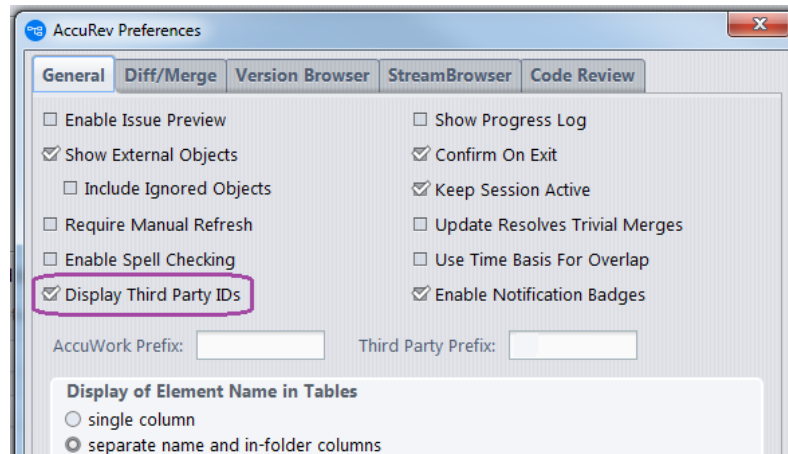 AccuRev Preferences
General Diff/Merge Version Browser StreamBrowser Code Review
Enable Issue Preview Show Progress Log
Show External Objects Confirm On Exit
Include Ignored Objects Keep Session Active
Require Manual Refresh Update Resolves Trivial Merges
Enable Spell Checking Use Time Basis For Overlap
Display Third Party IDs Enable Notification Badges
AccuWork Prefix: Third Party Prefix:
Display of Element Name in Tables
single column
separate name and in-folder columns